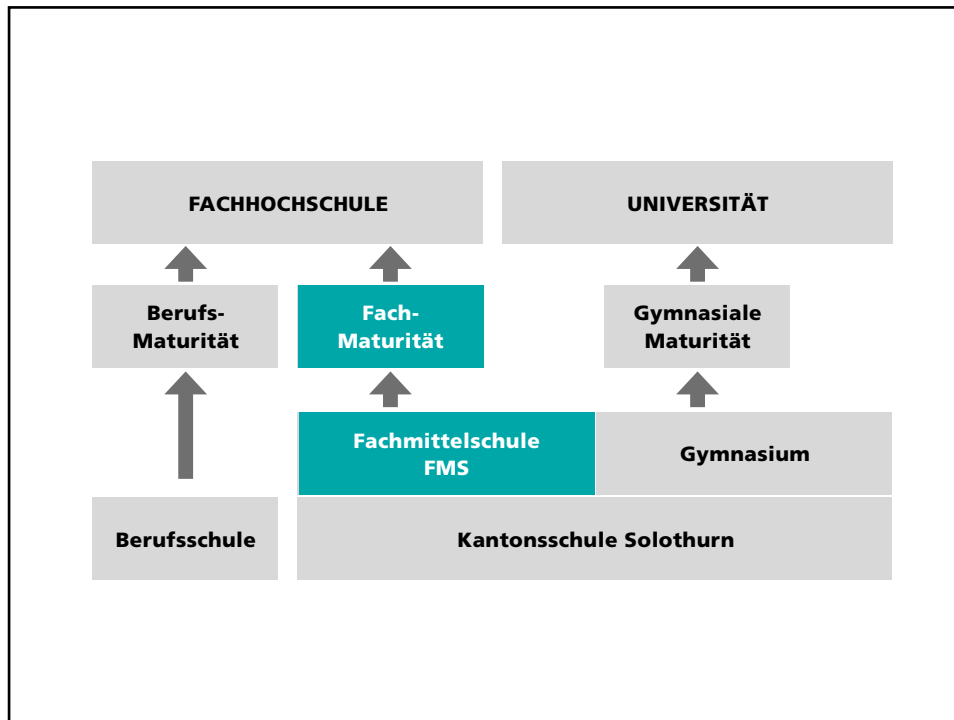 FACHHOCHSCHULE
UNIVERSITÄT
Berufs-
Maturität
Fach-
Maturität
Gymnasiale
Maturität
Fachmittelschule
FMS
Gymnasium
Berufsschule
Kantonsschule Solothurn